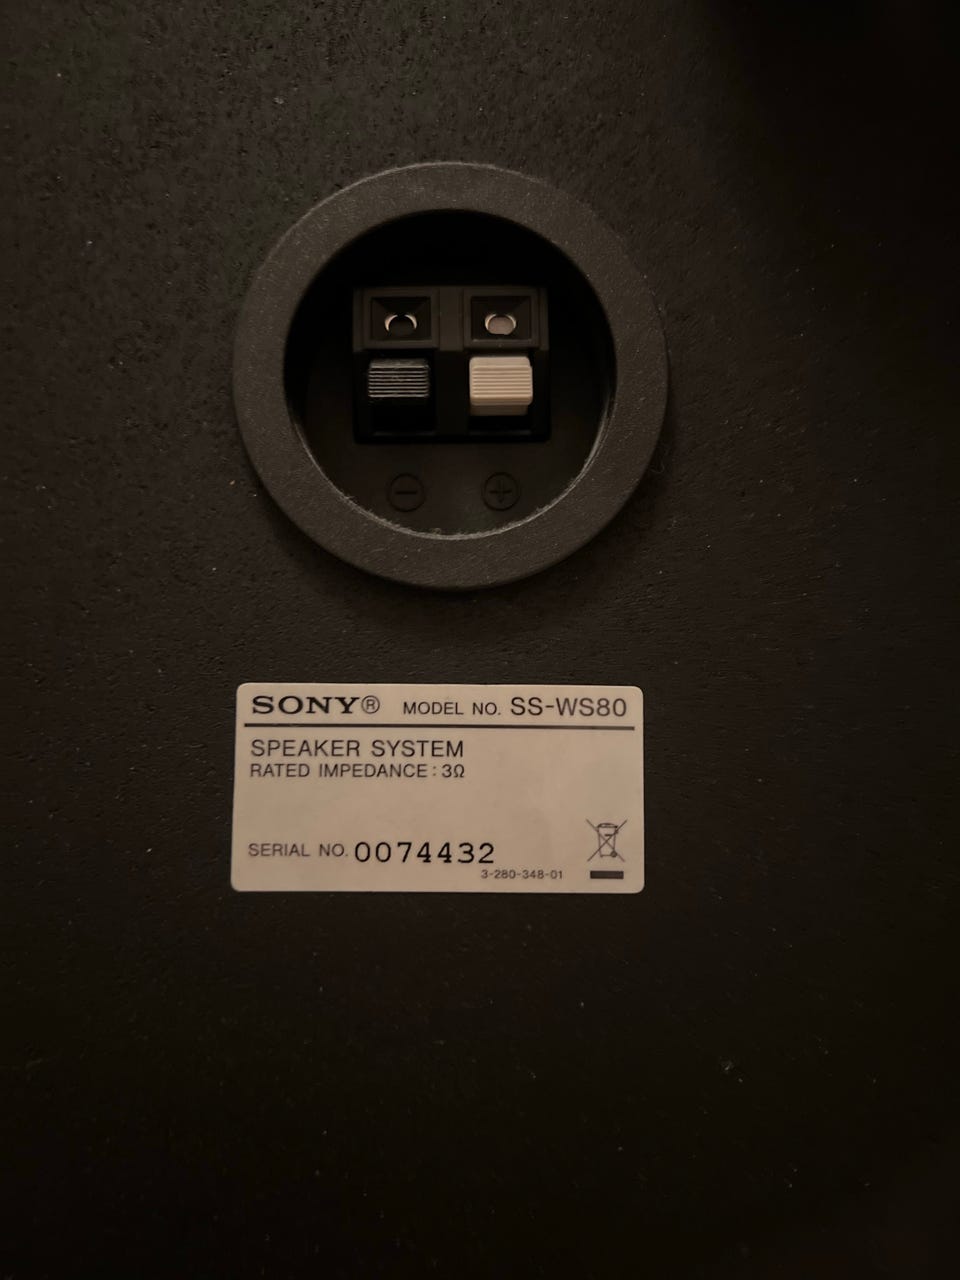 − +
SONY® MODEL NO. SS-WS80
SPEAKER SYSTEM
RATED IMPEDANCE : 3Ω
SERIAL NO. 0074432
3-280-348-01